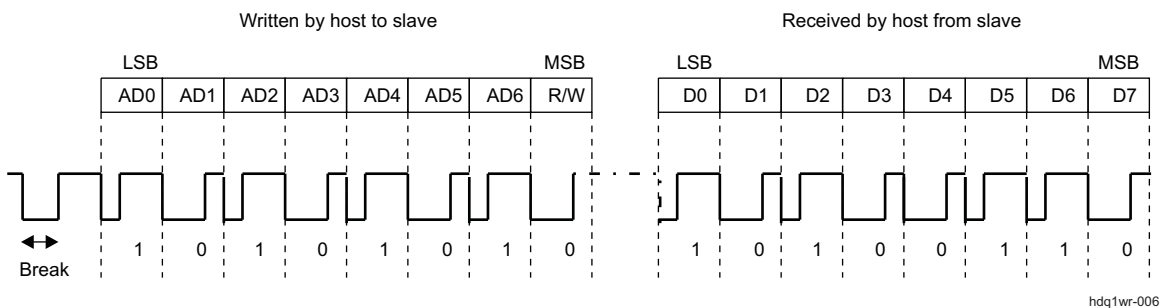 Written by host to slave Received by host from slave
LSB MSB LSB MSB
AD0 AD1 AD2 AD3 AD4 AD5 AD6 R/W D0 D1 D2 D3 D4 D5 D6 D7
1 0 1 0 1 0 1 0 1 0 1 0 0 1 1 0
Break
hdq1wr-006